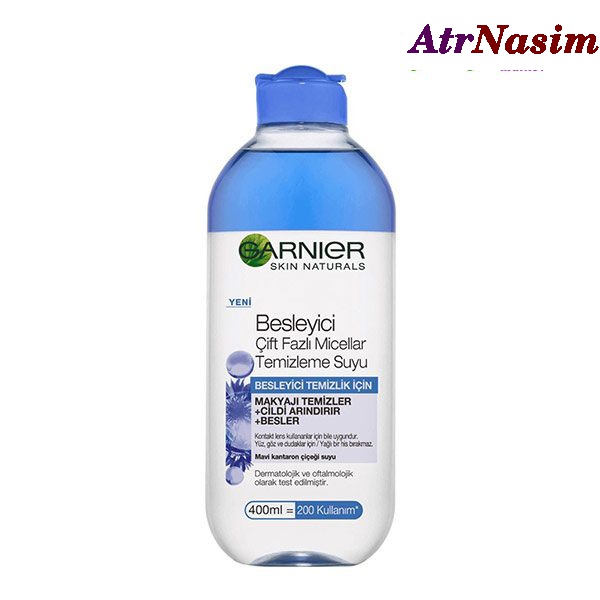 AtrNasim
GARNIER
SKIN NATURALS
YENİ
Besleyici
Çift Fazlı Micellar
Temizleme Suyu
BESLEYİCİ TEMİZLİK İÇİN
MAKYAJI TEMİZLER
+CİLDİ ARINDIRIR
+BESLER
Kontakt lens kullananlar için bile uygundur.
Yüz, göz ve dudaklar için / Yağlı bir his bırakmaz.
Mavi kantaron çiçeği suyu
Dermatolojik ve oftalmolojik
olarak test edilmiştir.
400ml = 200 Kullanım*